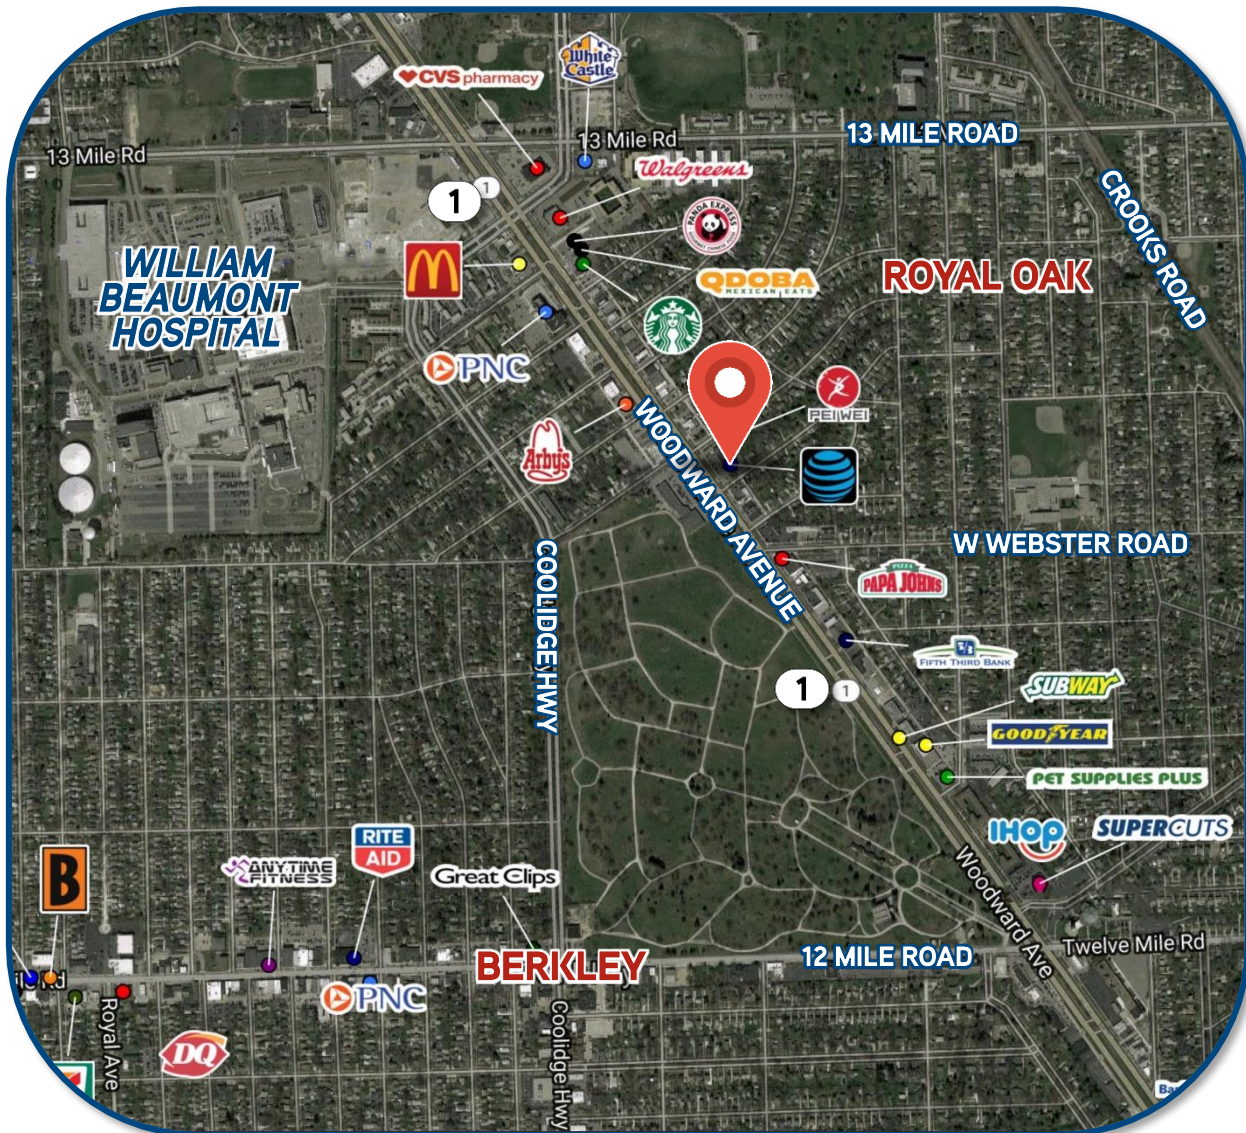 White
Castle
CVS pharmacy
13 Mile Rd
13 MILE ROAD
13 Mile Rd
Walgreens
CROOKS ROAD
1
1
PANDA EXPRESS
GOURMET CHINESE FOOD
WILLIAM
BEAUMONT
HOSPITAL
QDOBA
MEXICAN EATS
ROYAL OAK
PNC
PEI WEI
Arby's
WOODWARD AVENUE
W WEBSTER ROAD
COOLIDGE HWY
PIZZA
PAPA JOHNS
FIFTH THIRD BANK
1
1
SUBWAY
GOODYEAR
PET SUPPLIES PLUS
IHOP
SUPERCUTS
RITE
AID
B
ANYTIME
FITNESS
Great Clips
Woodward Ave
BERKLEY
12 MILE ROAD
Twelve Mile Rd
PNC
Royal Ave
Coolidge Hwy
DQ